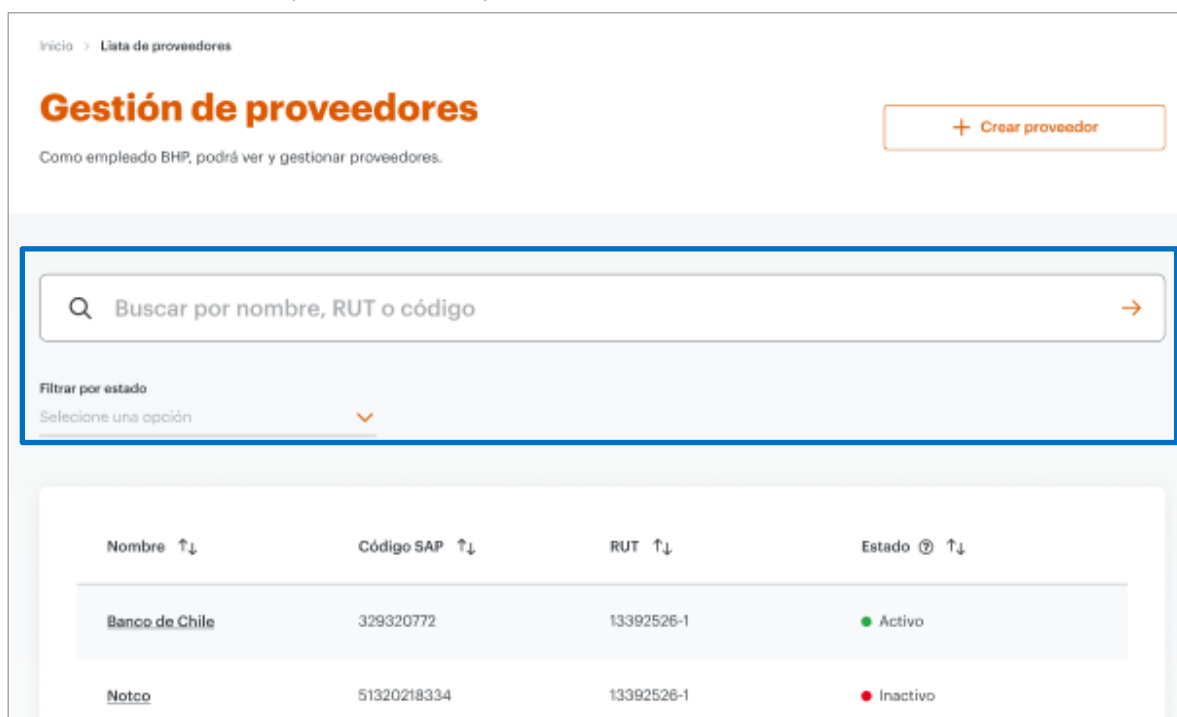 Inicio > Lista de proveedores
Gestión de proveedores
+ Crear proveedor
Como empleado BHP, podrá ver y gestionar proveedores.
Buscar por nombre, RUT o código
Filtrar por estado
Selecione una opción
Nombre ↑↓ Código SAP ↑↓ RUT ↑↓ Estado ? ↑↓
Banco de Chile 329320772 13392526-1 Activo
Notco 51320218334 13392526-1 Inactivo